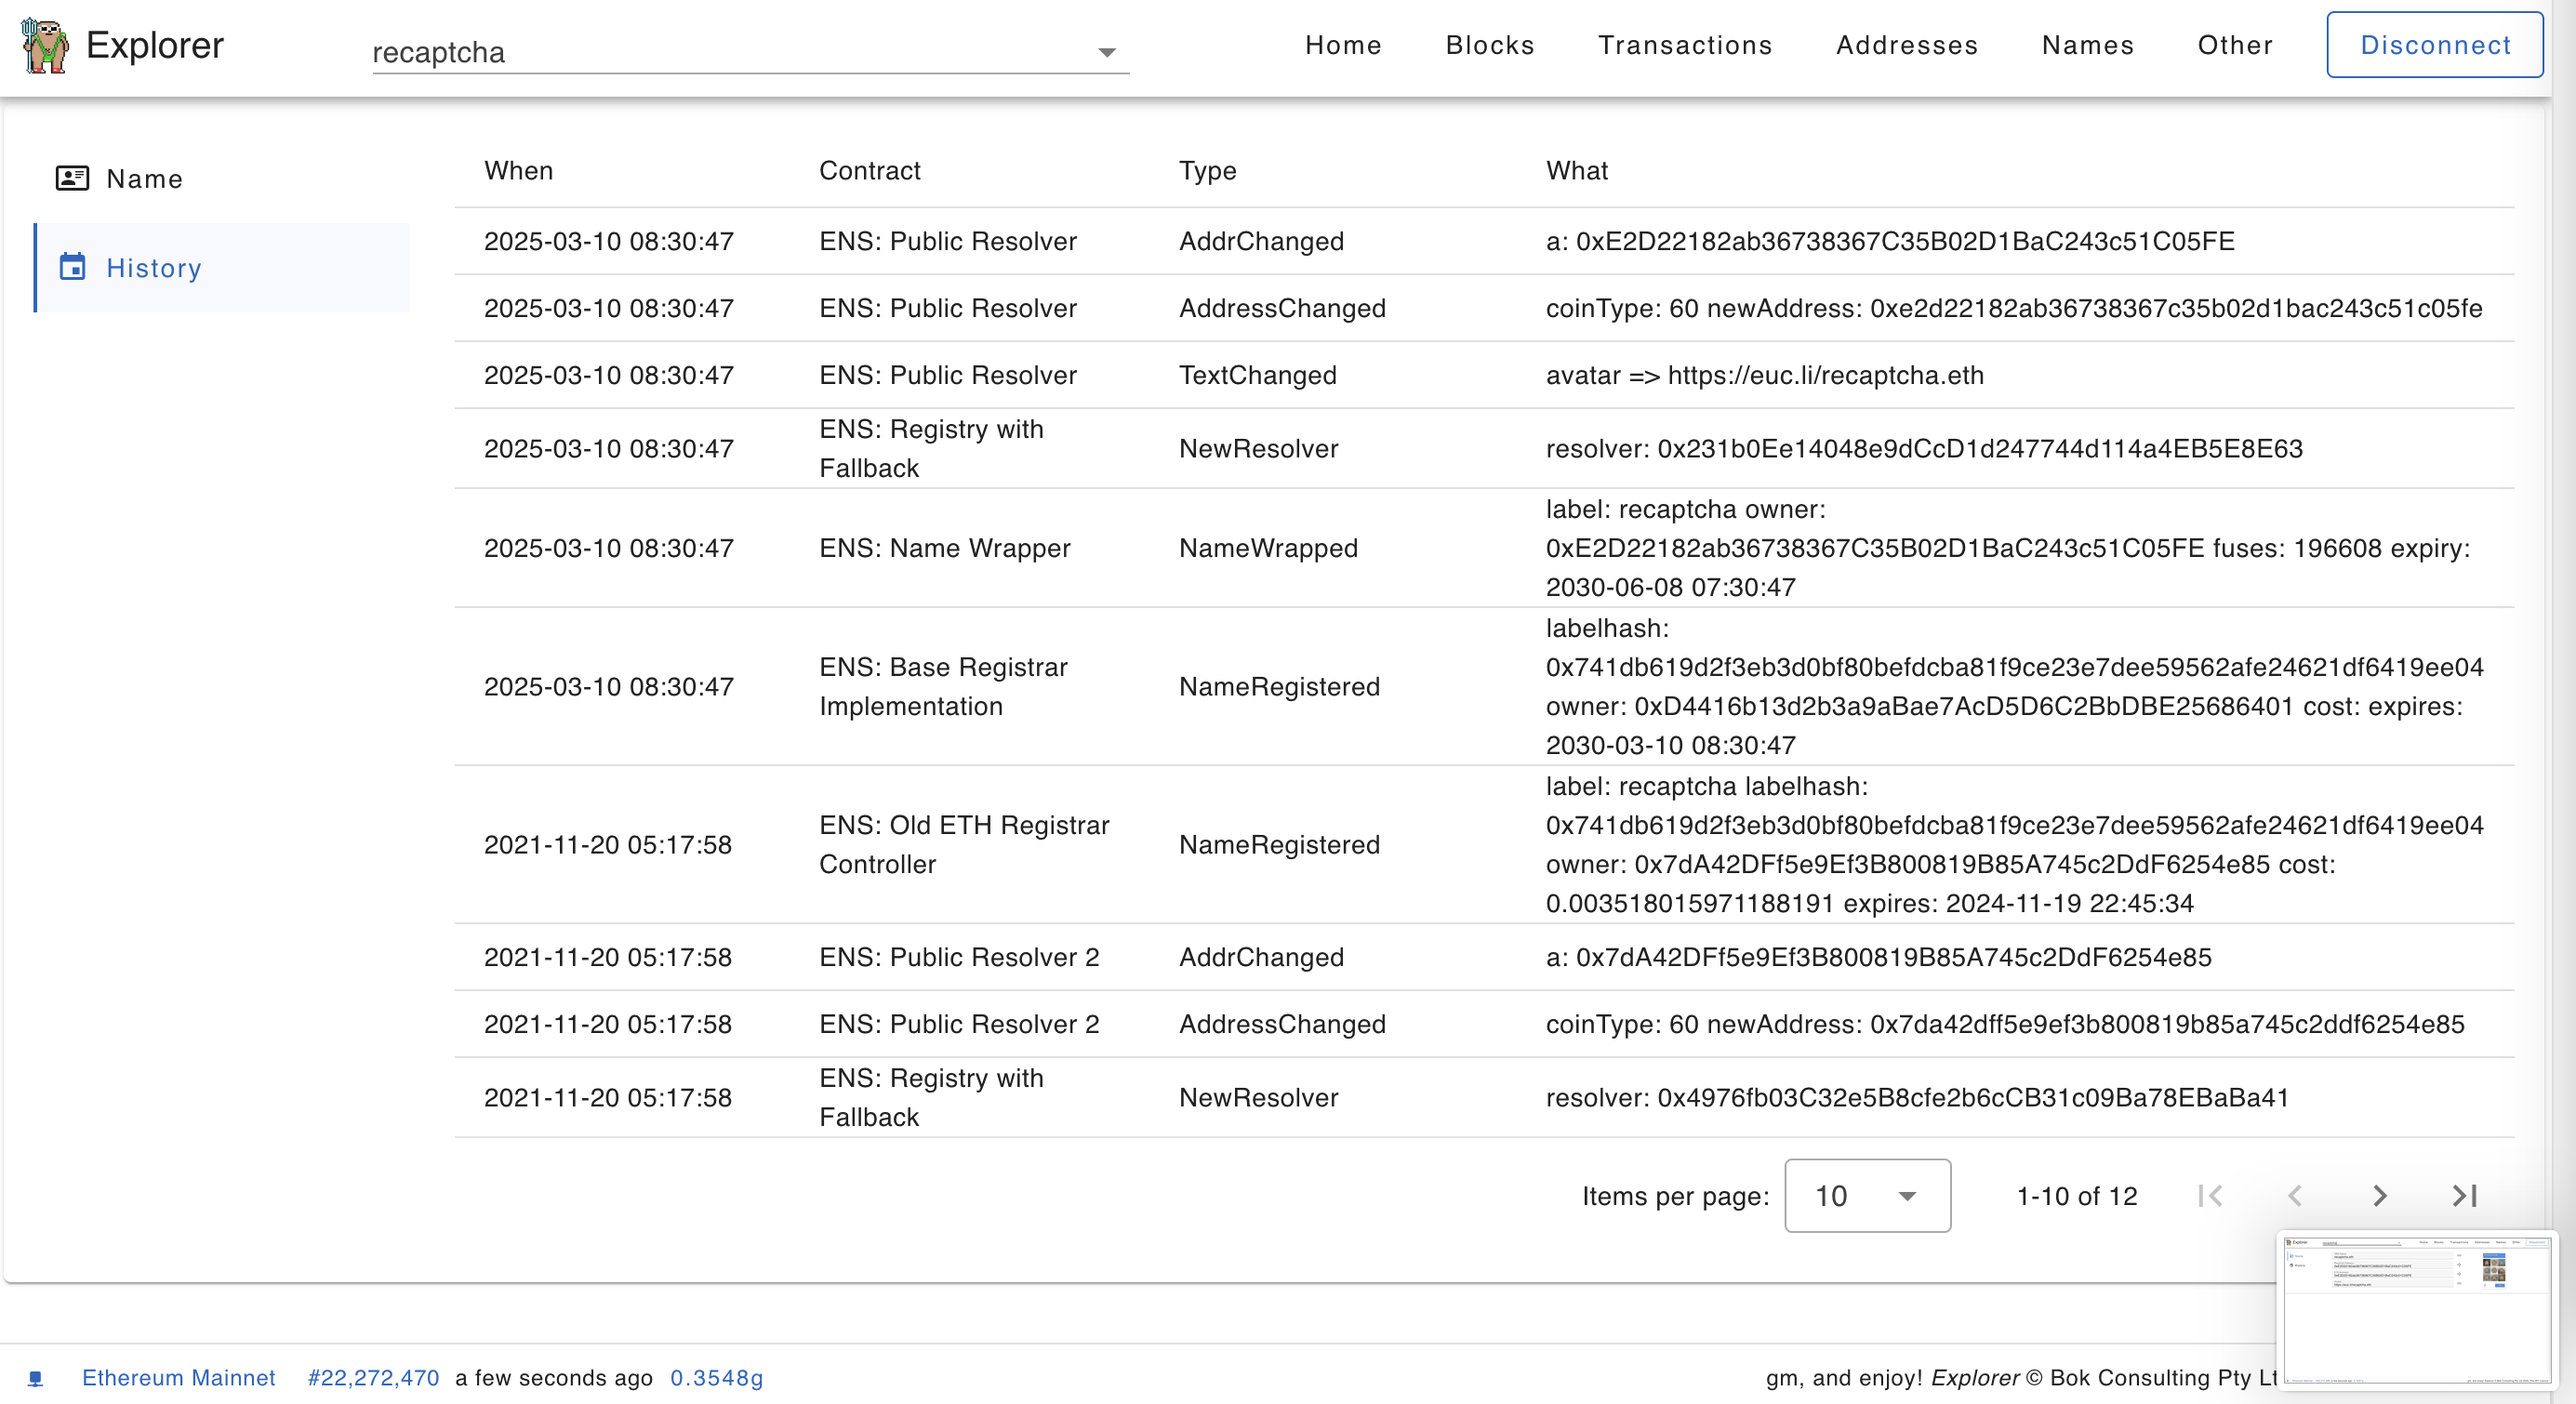 Explorer
recaptcha
Home
Blocks
Transactions
Addresses
Names
Other
Disconnect
Name
History
When Contract Type What
2025-03-10 08:30:47 ENS: Public Resolver AddrChanged a: 0xE2D22182ab36738367C35B02D1BaC243c51C05FE
2025-03-10 08:30:47 ENS: Public Resolver AddressChanged coinType: 60 newAddress: 0xe2d22182ab36738367c35b02d1bac243c51c05fe
2025-03-10 08:30:47 ENS: Public Resolver TextChanged avatar => https://euc.li/recaptcha.eth
2025-03-10 08:30:47
ENS: Registry with
Fallback
NewResolver
resolver: 0x231b0Ee14048e9dCcD1d247744d114a4EB5E8E63
2025-03-10 08:30:47
ENS: Name Wrapper
NameWrapped
label: recaptcha owner:
0xE2D22182ab36738367C35B02D1BaC243c51C05FE fuses: 196608 expiry:
2030-06-08 07:30:47
2025-03-10 08:30:47
ENS: Base Registrar
Implementation
NameRegistered
labelhash:
0x741db619d2f3eb3d0bf80befdcba81f9ce23e7dee59562afe24621df6419ee04
owner: 0xD4416b13d2b3a9aBae7AcD5D6C2BbDBE25686401 cost: expires:
2030-03-10 08:30:47
2021-11-20 05:17:58
ENS: Old ETH Registrar
Controller
NameRegistered
label: recaptcha labelhash:
0x741db619d2f3eb3d0bf80befdcba81f9ce23e7dee59562afe24621df6419ee04
owner: 0x7dA42DFf5e9Ef3B800819B85A745c2DdF6254e85 cost:
0.003518015971188191 expires: 2024-11-19 22:45:34
2021-11-20 05:17:58 ENS: Public Resolver 2 AddrChanged a: 0x7dA42DFf5e9Ef3B800819B85A745c2DdF6254e85
2021-11-20 05:17:58 ENS: Public Resolver 2 AddressChanged coinType: 60 newAddress: 0x7da42dff5e9ef3b800819b85a745c2ddf6254e85
2021-11-20 05:17:58
ENS: Registry with
Fallback
NewResolver
resolver: 0x4976fb03C32e5B8cfe2b6cCB31c09Ba78EBaBa41
Items per page: 10 1-10 of 12
Ethereum Mainnet #22,272,470 a few seconds ago 0.3548g
gm, and enjoy! Explorer © Bok Consulting Pty